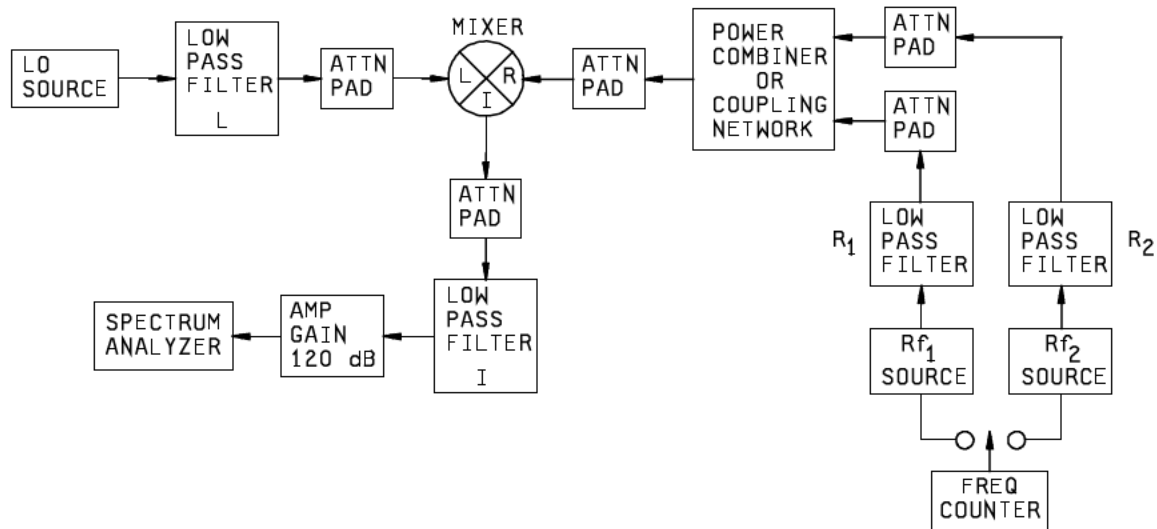 LO
SOURCE
LOW
PASS
FILTER
L
ATTN
PAD
MIXER
L
R
I
ATTN
PAD
POWER
COMBINER
OR
COUPLING
NETWORK
ATTN
PAD
ATTN
PAD
ATTN
PAD
R1
LOW
PASS
FILTER
LOW
PASS
FILTER
R2
SPECTRUM
ANALYZER
AMP
GAIN
120 dB
LOW
PASS
FILTER
I
Rf1
SOURCE
Rf2
SOURCE
FREQ
COUNTER